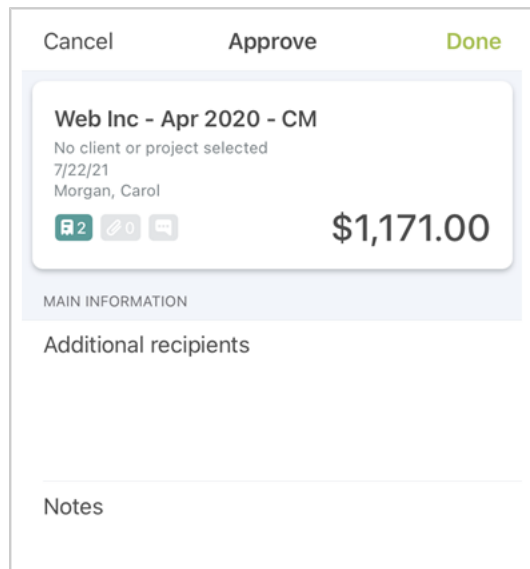 Cancel Approve Done
Web Inc - Apr 2020 - CM
No client or project selected
7/22/21
Morgan, Carol
2 0 $1,171.00
MAIN INFORMATION
Additional recipients
Notes